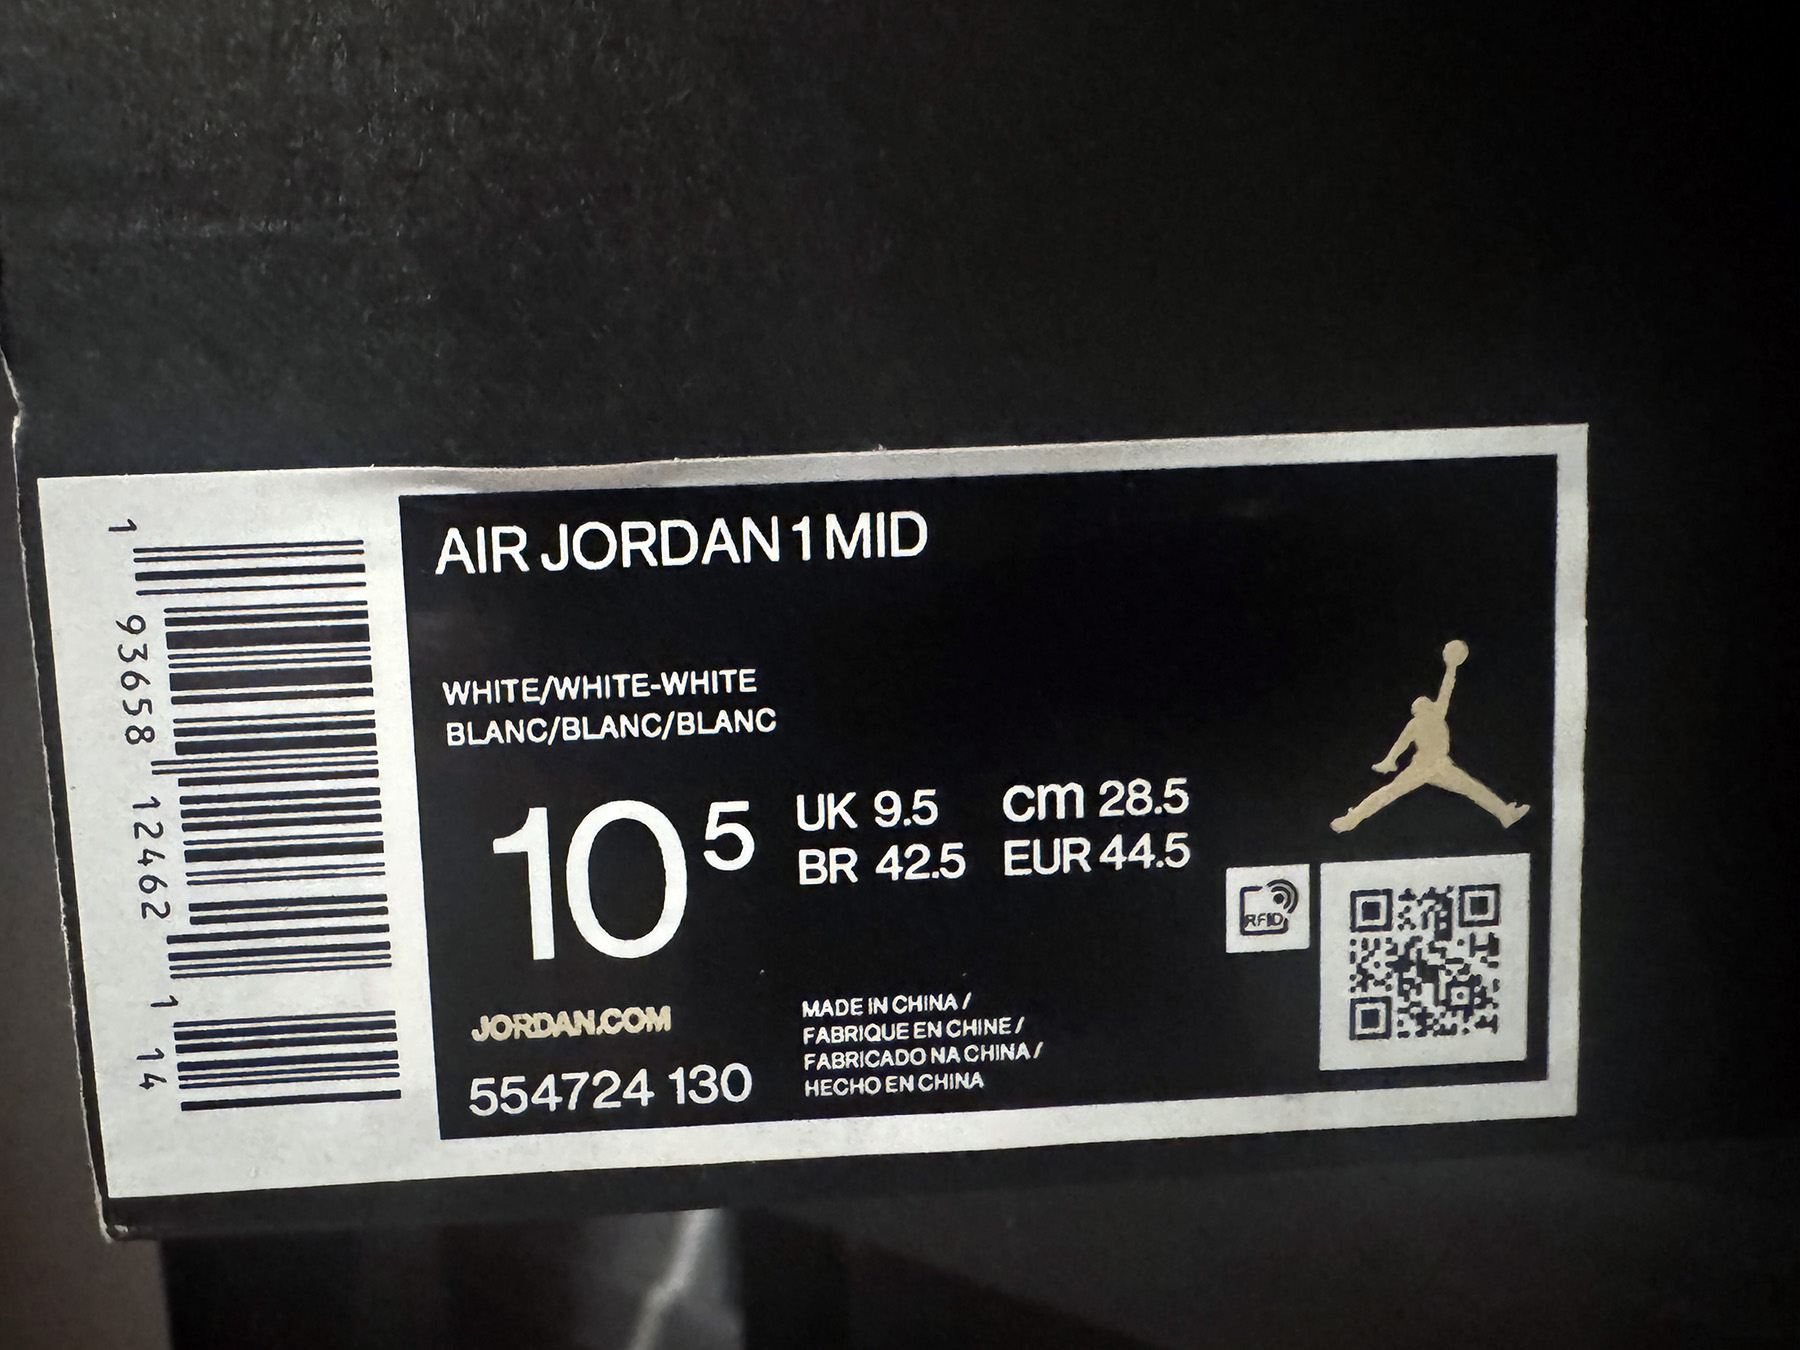 1 93658 12462 1 14
AIR JORDAN 1 MID
WHITE/WHITE-WHITE
BLANC/BLANC/BLANC
10 5
UK 9.5 cm 28.5
BR 42.5 EUR 44.5
RFID
JORDAN.COM
554724 130
MADE IN CHINA /
FABRIQUE EN CHINE /
FABRICADO NA CHINA /
HECHO EN CHINA